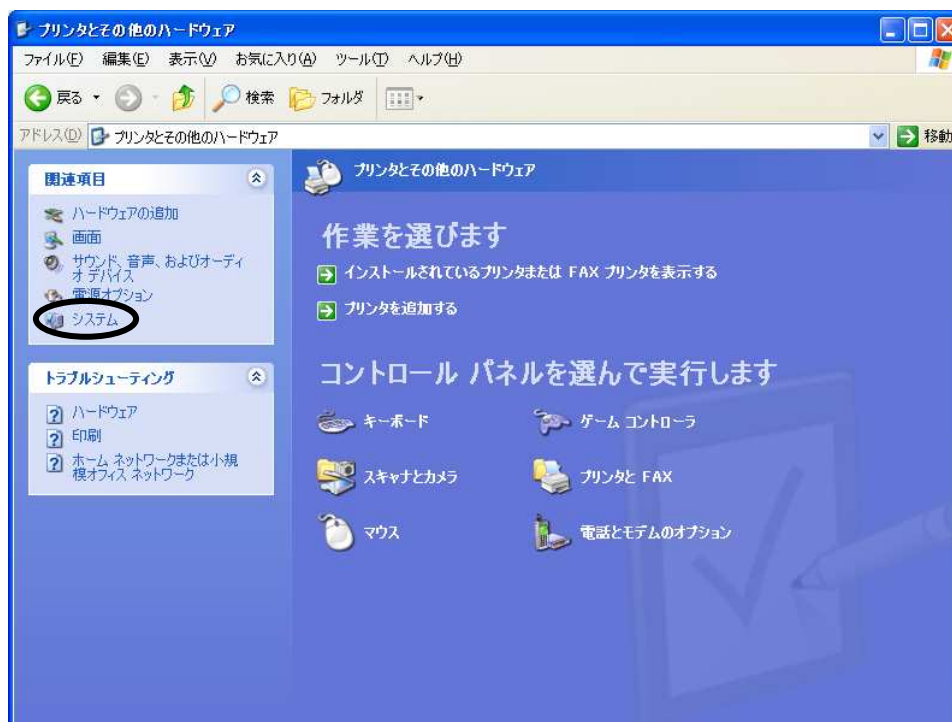 プリンタとその他のハードウェア
ファイル(F) 編集(E) 表示(V) お気に入り(A) ツール(T) ヘルプ(H)
戻る 検索 フォルダ
アドレス(D) プリンタとその他のハードウェア 移動
関連項目
ハードウェアの追加
画面
サウンド、音声、およびオーディ
オ デバイス
電源オプション
システム
トラブルシューティング
ハードウェア
印刷
ホーム ネットワークまたは小規
模オフィス ネットワーク
プリンタとその他のハードウェア
作業を選びます
インストールされているプリンタまたは FAX プリンタを表示する
プリンタを追加する
コントロール パネルを選んで実行します
キーボード ゲーム コントローラ
スキャナとカメラ プリンタと FAX
マウス 電話とモデムのオプション